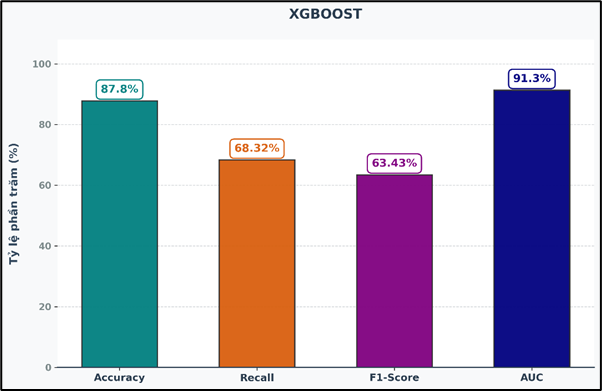 XGBOOST
Tỷ lệ phần trăm (%)
100
80
60
40
20
0
87.8%
68.32%
63.43%
91.3%
Accuracy
Recall
F1-Score
AUC